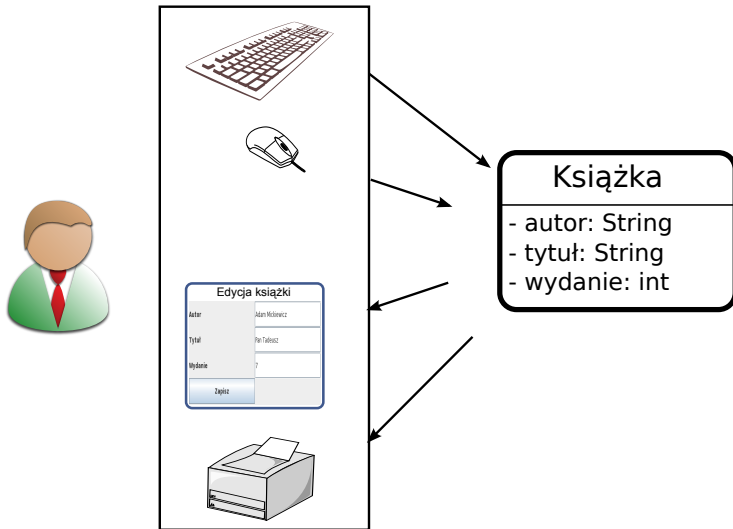 Edycja książki
Autor
Adam Mickiewicz
Tytuł
Pan Tadeusz
Wydanie
7
Zapisz
Książka
- autor: String
- tytuł: String
- wydanie: int